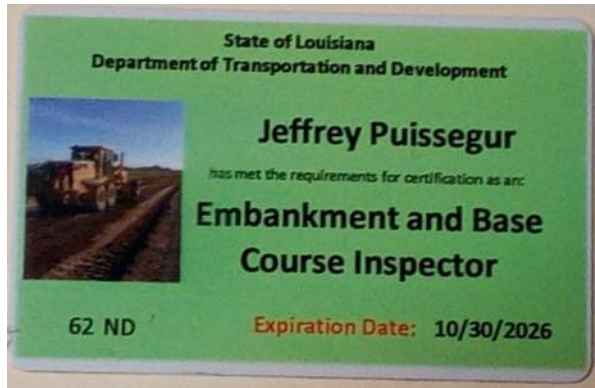 State of Louisiana
Department of Transportation and Development
Jeffrey Puissegur
has met the requirements for certification as an:
Embankment and Base
Course Inspector
62 ND
Expiration Date: 10/30/2026